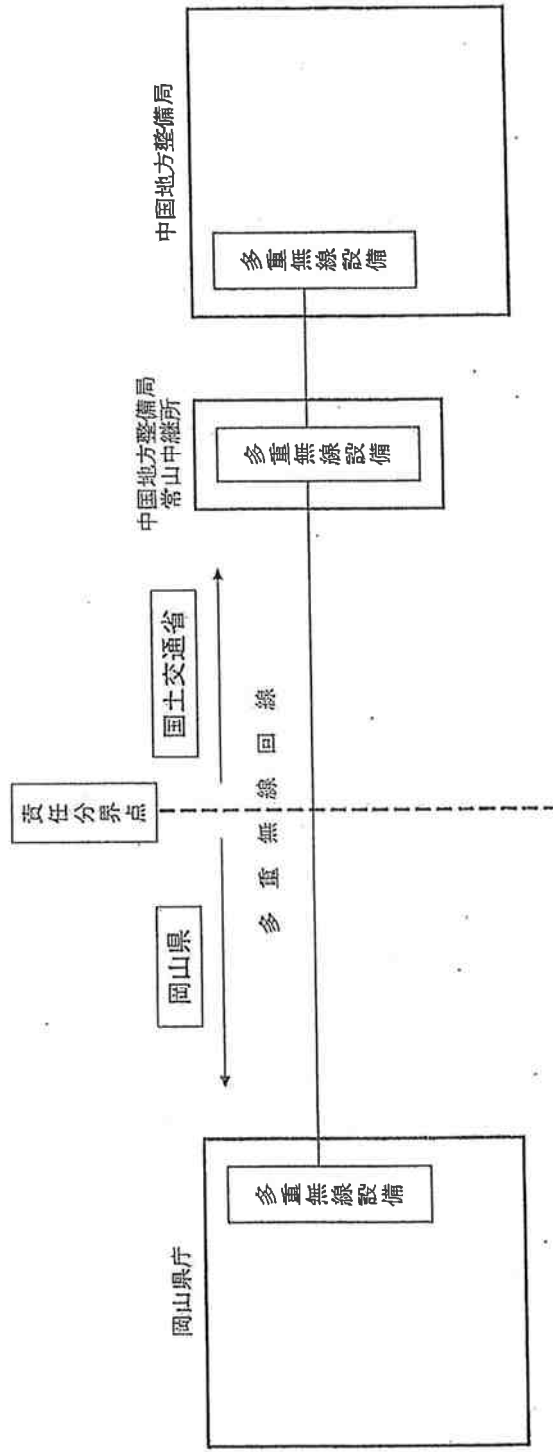 責任分界点
岡山県
国土交通省
多重無線回線
岡山県庁
多重無線設備
中国地方整備局
常山中継所
多重無線設備
中国地方整備局
多重無線設備